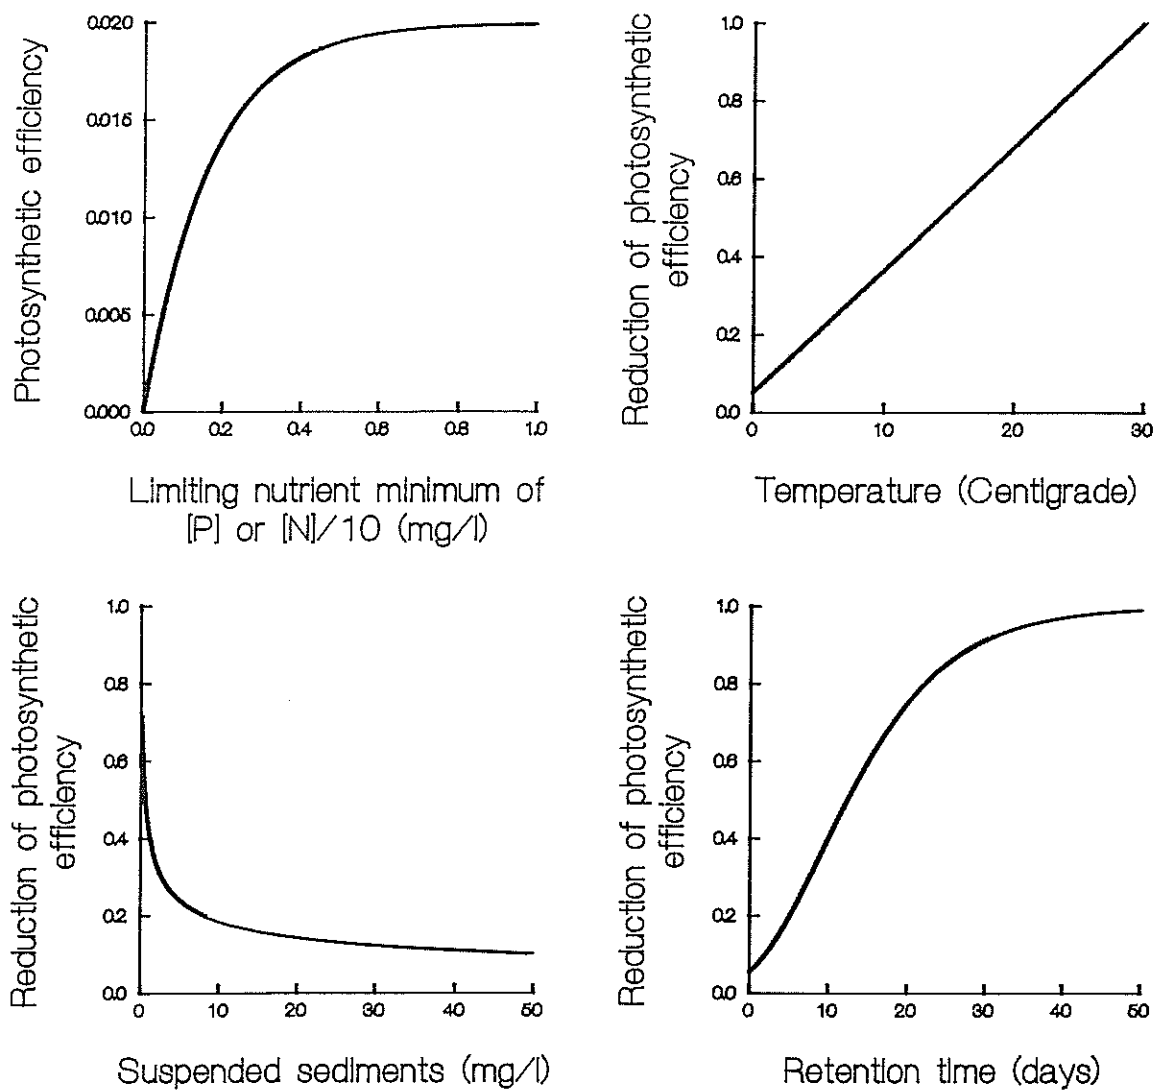 Photosynthetic efficiency
0.020
0.015
0.010
0.005
0.000
0.0 0.2 0.4 0.6 0.8 1.0
Limiting nutrient minimum of
[P] or [N]/10 (mg/l)
Reduction of photosynthetic
efficiency
1.0
0.8
0.6
0.4
0.2
0.0
0 10 20 30
Temperature (Centigrade)
Reduction of photosynthetic
efficiency
1.0
0.8
0.6
0.4
0.2
0.0
0 10 20 30 40 50
Suspended sediments (mg/l)
Reduction of photosynthetic
efficiency
1.0
0.8
0.6
0.4
0.2
0.0
0 10 20 30 40 50
Retention time (days)